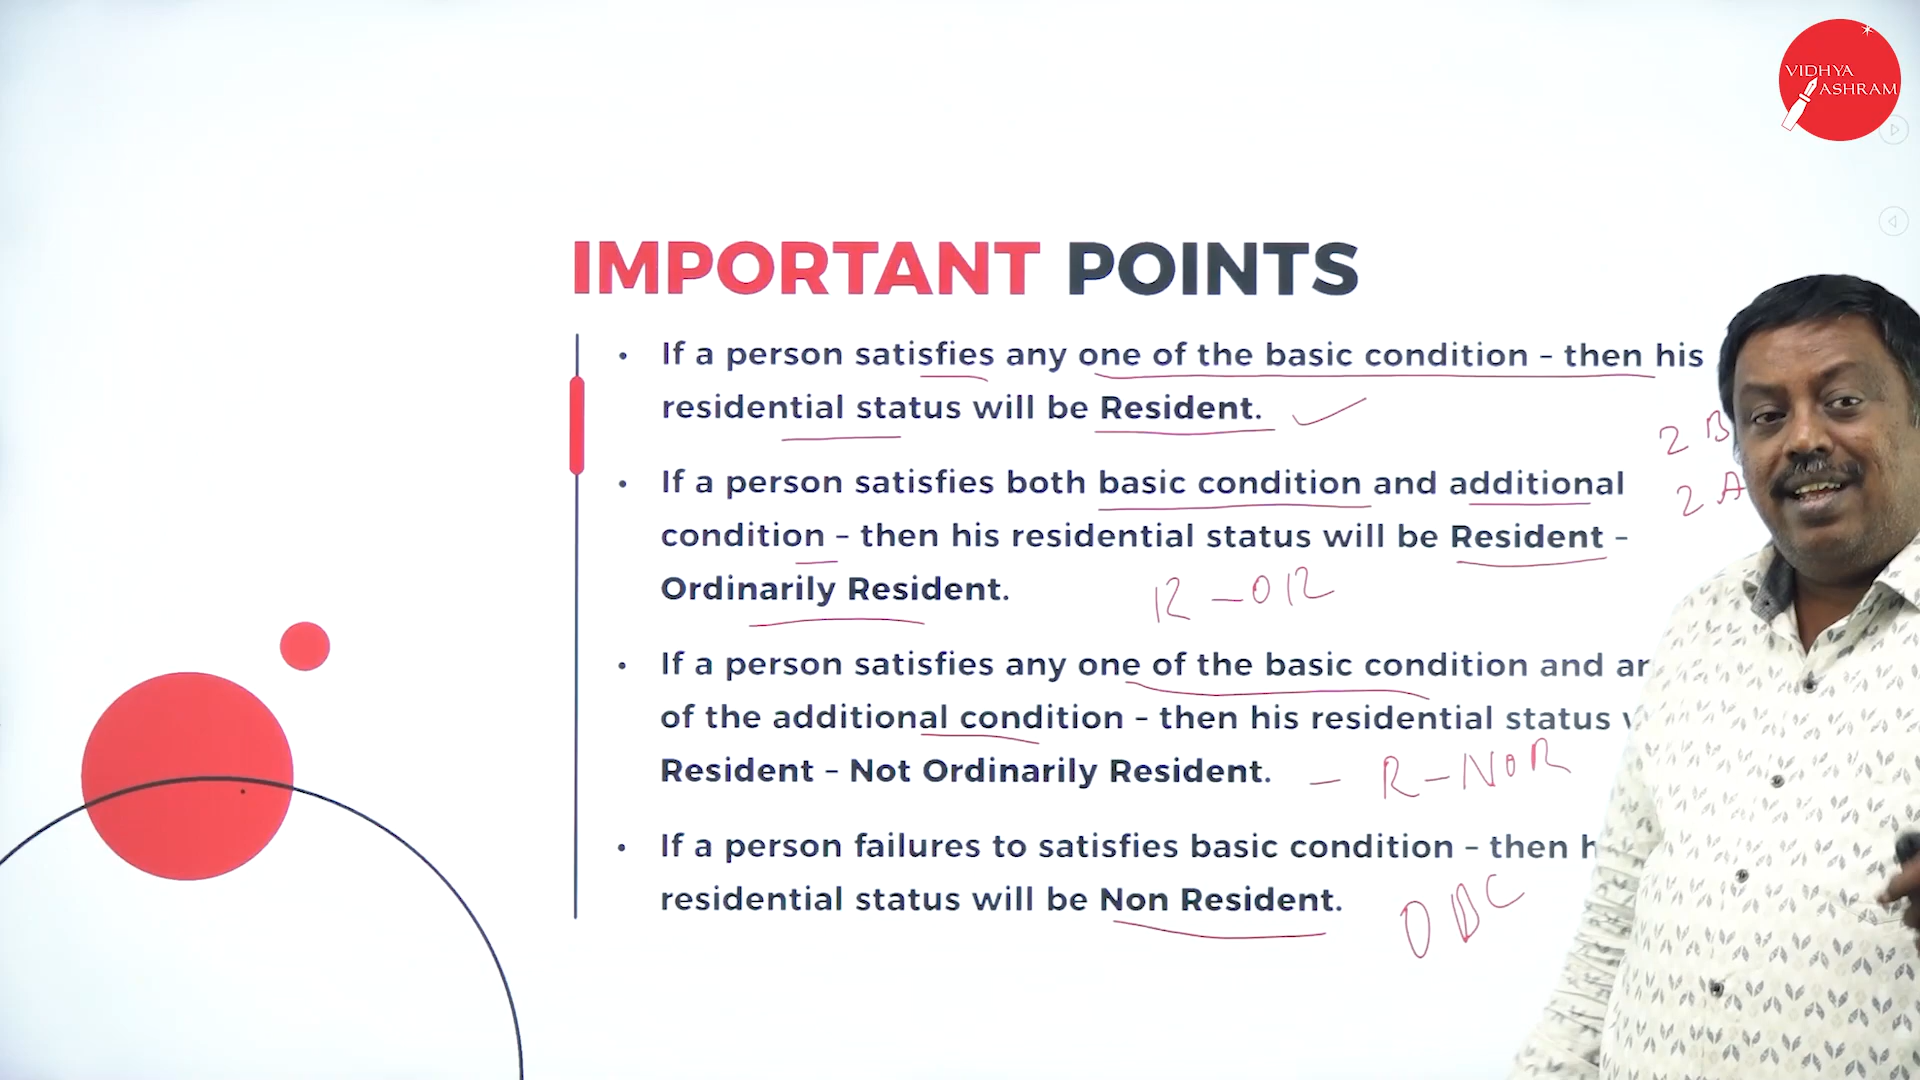 VIDHYA
ASHRAM
IMPORTANT POINTS
• If a person satisfies any one of the basic condition - then his
residential status will be Resident.
2 B
• If a person satisfies both basic condition and additional
2 A
condition - then his residential status will be Resident -
Ordinarily Resident.
R - OR
• If a person satisfies any one of the basic condition and
of the additional condition - then his residential status
Resident - Not Ordinarily Resident. - R - NOR
• If a person failures to satisfies basic condition - then
residential status will be Non Resident.
0 BC